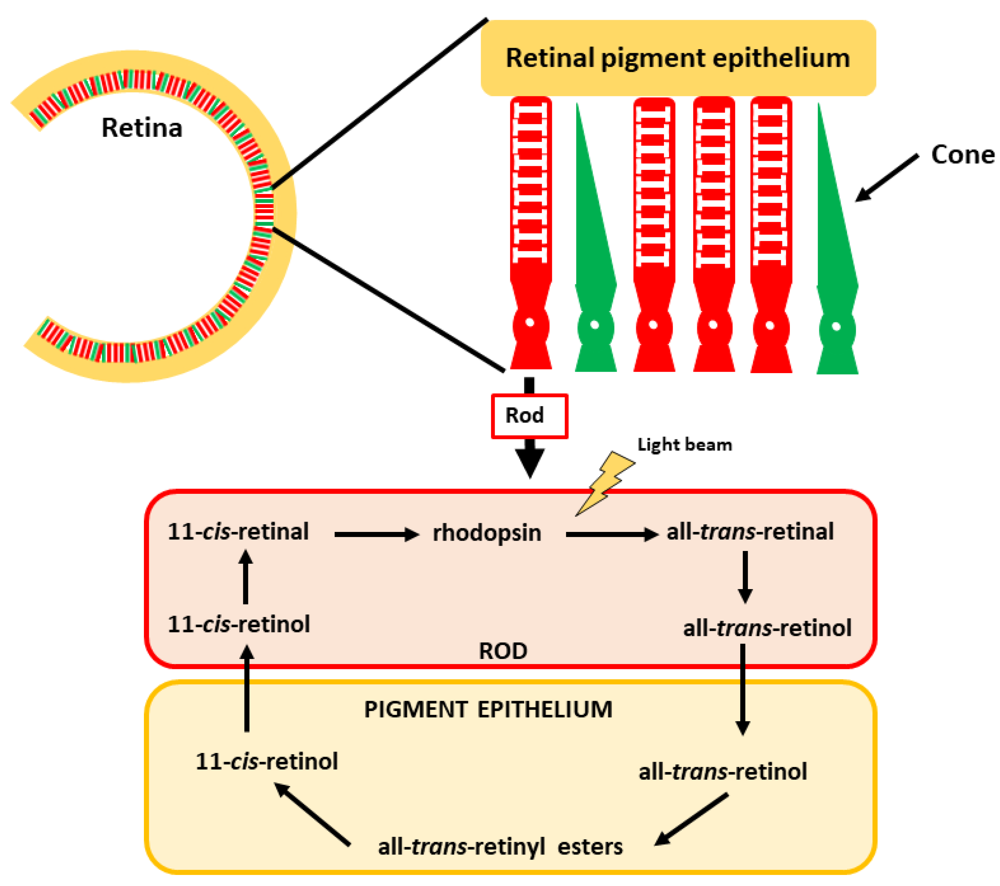 Retinal pigment epithelium
Retina
Cone
Rod
Light beam
11-cis-retinal
rhodopsin
all-trans-retinal
11-cis-retinol
all-trans-retinol
ROD
PIGMENT EPITHELIUM
11-cis-retinol
all-trans-retinol
all-trans-retinyl esters